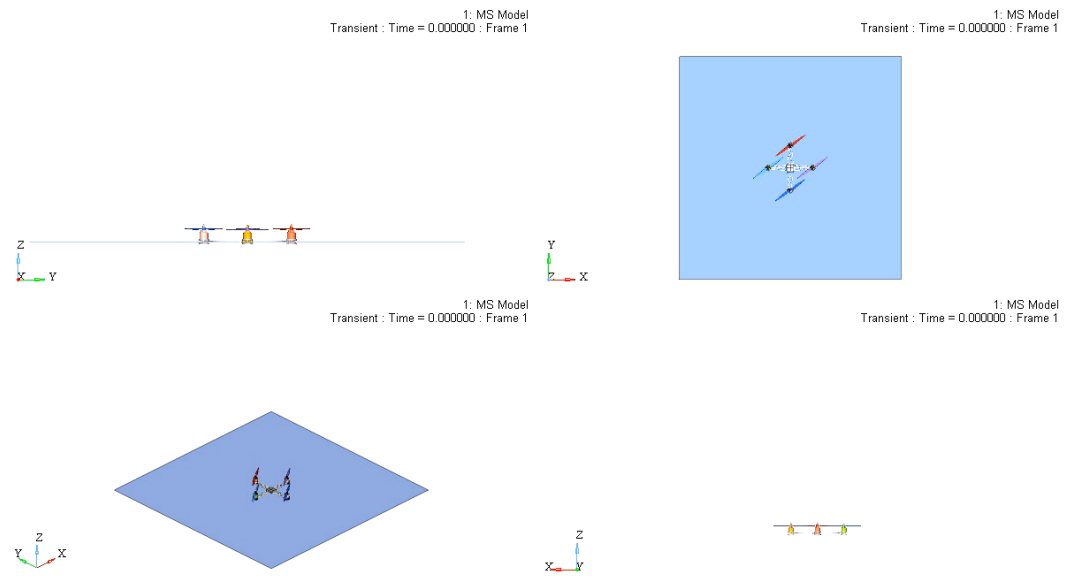 1: MS Model
Transient : Time = 0.000000 : Frame 1
Z
X Y
1: MS Model
Transient : Time = 0.000000 : Frame 1
Y
Z X
1: MS Model
Transient : Time = 0.000000 : Frame 1
Z
Y X
1: MS Model
Transient : Time = 0.000000 : Frame 1
Z
X Y